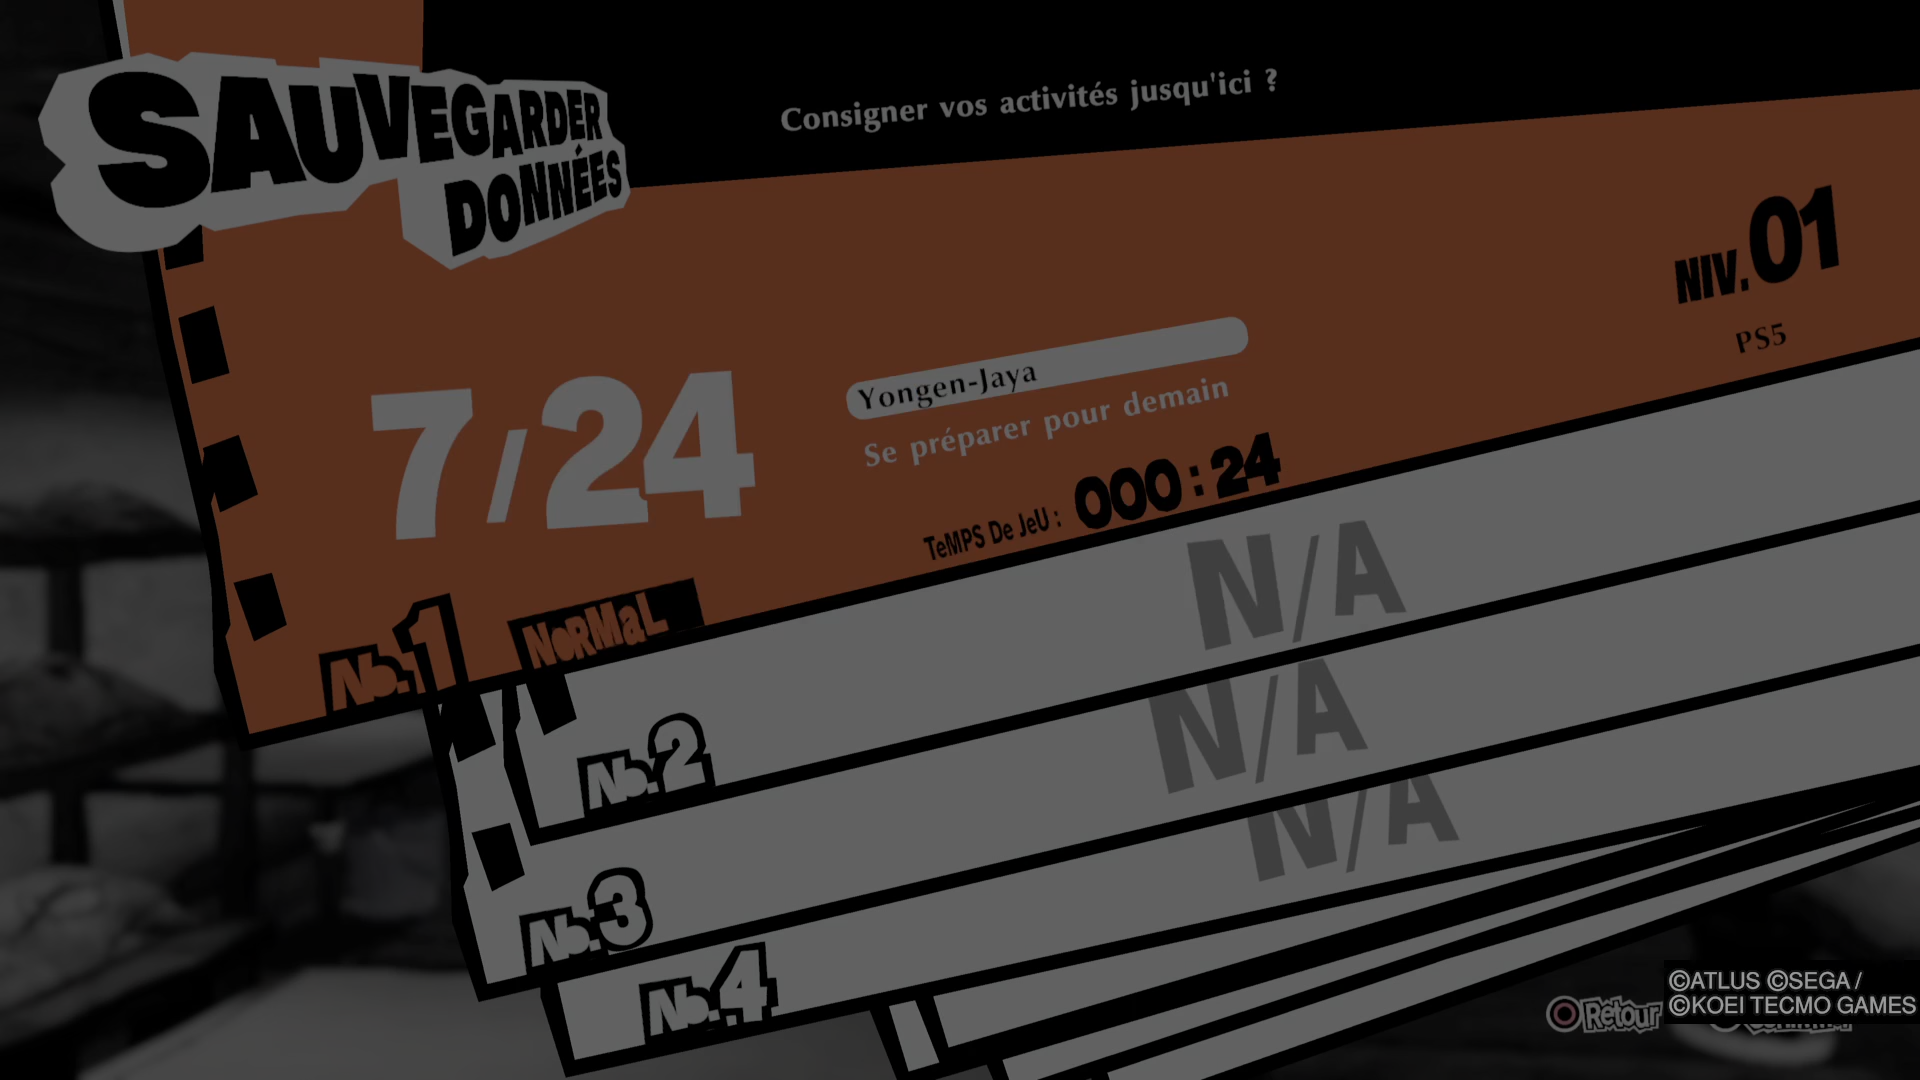 SAUVEGARDER
DONNÉES
Consigner vos activités jusqu'ici ?
NIV. 01
PS5
7/24
Yongen-Jaya
Se préparer pour demain
TeMPS De JeU : 000 : 24
No.1 NoRMaL
N/A
No.2
N/A
No.3
N/A
No.4
©ATLUS ©SEGA /
©KOEI TECMO GAMES
Retour